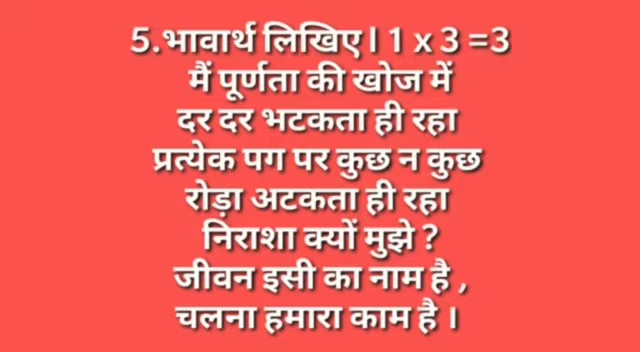 5.भावार्थ लिखिए l 1 x 3 =3
मैं पूर्णता की खोज में
दर दर भटकता ही रहा
प्रत्येक पग पर कुछ न कुछ
रोड़ा अटकता ही रहा
निराशा क्यों मुझे ?
जीवन इसी का नाम है ,
चलना हमारा काम है ।